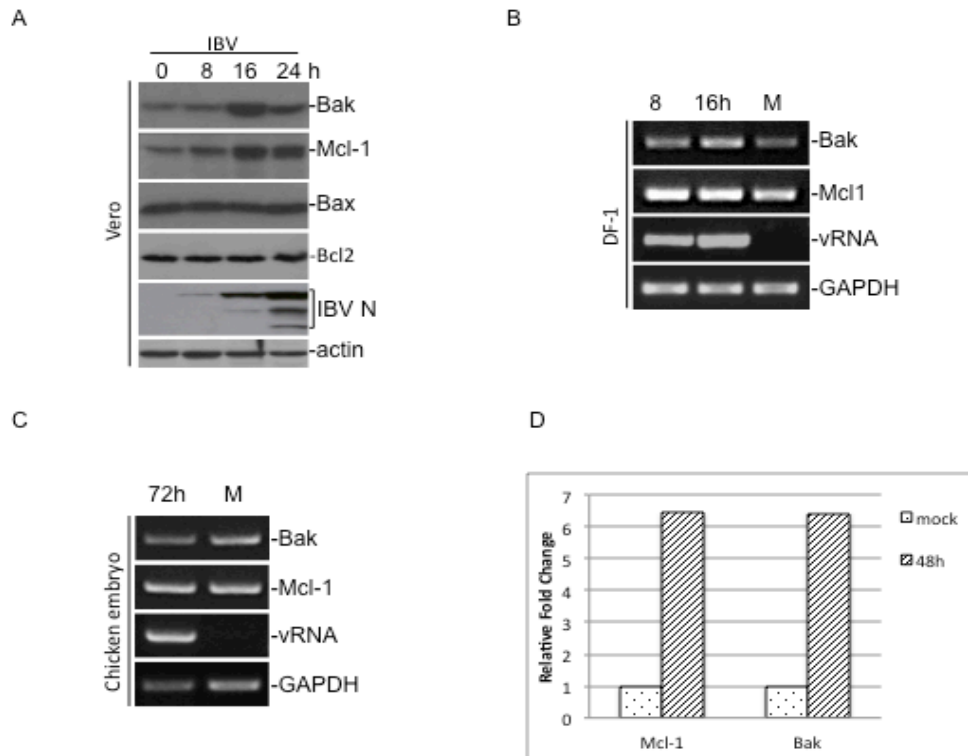 A
IBV
0 8 16 24 h
-Bak
-Mcl-1
-Bax
-Bcl2
IBV N
-actin
Vero
B
8 16h M
-Bak
-Mcl1
-vRNA
-GAPDH
DF-1
C
72h M
-Bak
-Mcl-1
-vRNA
-GAPDH
Chicken embryo
D
Relative Fold Change
7
6
5
4
3
2
1
0
Mcl-1 Bak
mock
48h